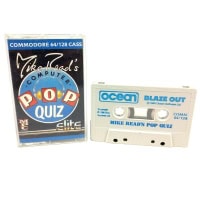 COMMODORE 64/128 CASS
Mike Read's
COMPUTER
POP
QUIZ
elite
ocean
BLAZE OUT
MIKE READ'S POP QUIZ